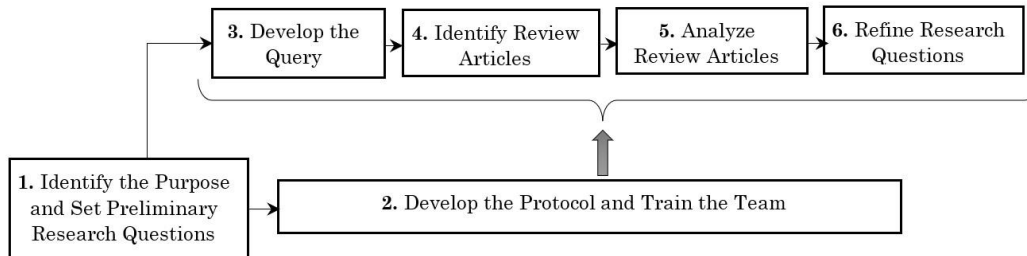 3. Develop the
Query
4. Identify Review
Articles
5. Analyze
Review Articles
6. Refine Research
Questions
1. Identify the Purpose
and Set Preliminary
Research Questions
2. Develop the Protocol and Train the Team